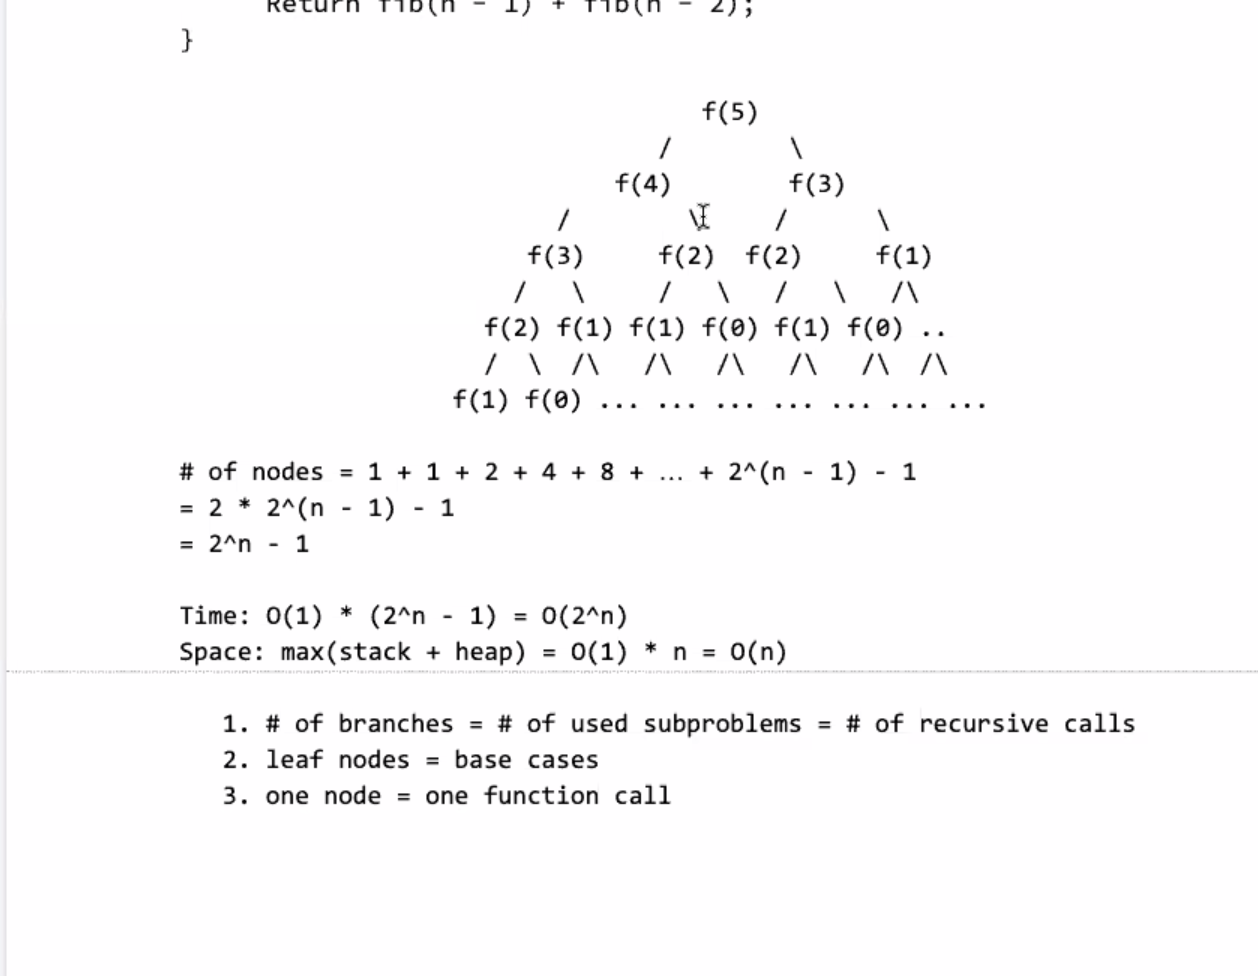 Return fib(n - 1) + fib(n - 2);
}
f(5)
/ \
f(4) f(3)
/ \ / \
f(3) f(2) f(2) f(1)
/ \ / \ / \ /\
f(2) f(1) f(1) f(0) f(1) f(0) ..
/ \ /\ /\ /\ /\ /\ /\
f(1) f(0) ... ... ... ... ... ... ...
# of nodes = 1 + 1 + 2 + 4 + 8 + ... + 2^(n - 1) - 1
= 2 * 2^(n - 1) - 1
= 2^n - 1
Time: O(1) * (2^n - 1) = O(2^n)
Space: max(stack + heap) = O(1) * n = O(n)
1. # of branches = # of used subproblems = # of recursive calls
2. leaf nodes = base cases
3. one node = one function call